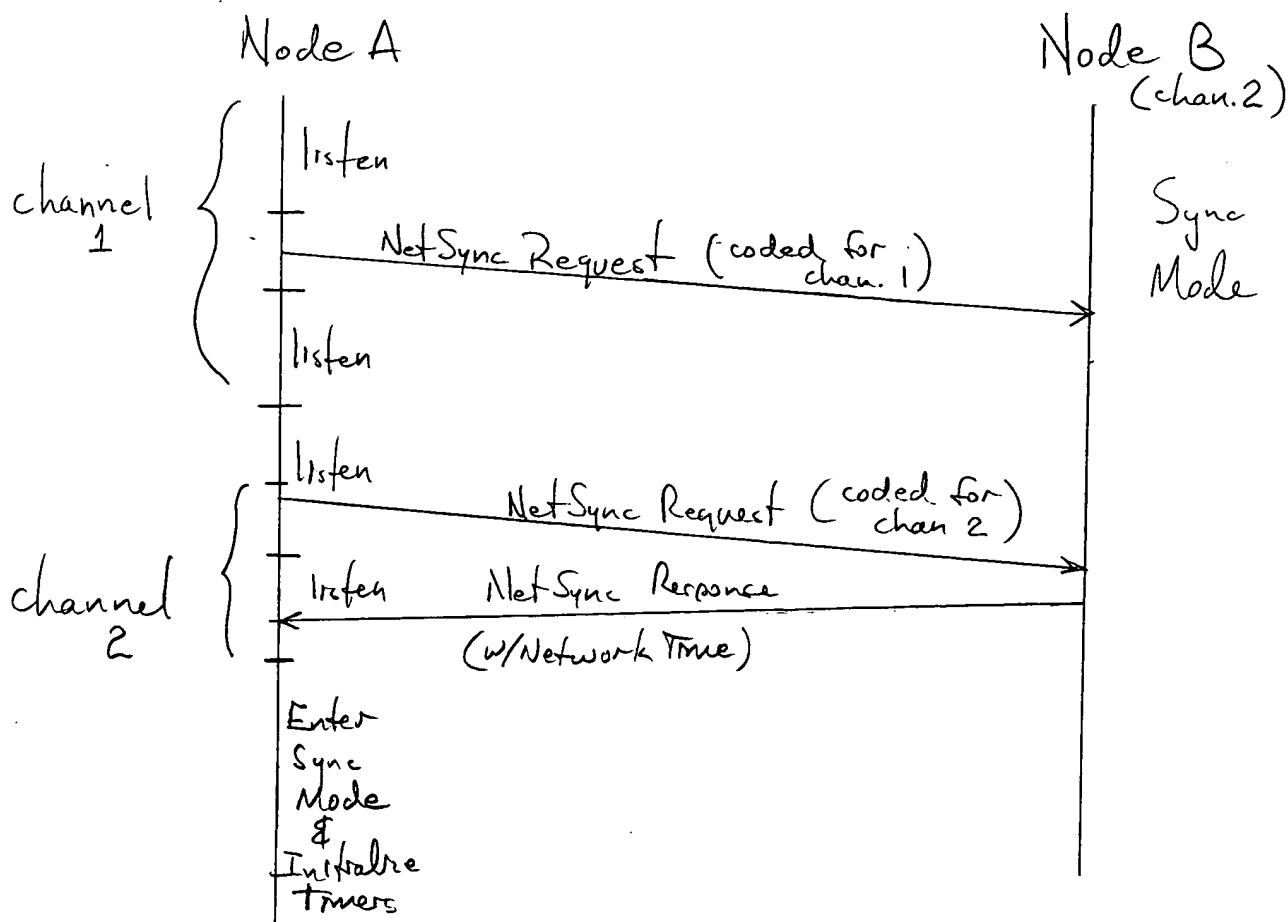 Node A
Node B
(chan. 2)
channel
1
listen
Sync
Mode
NetSync Request (coded for
chan. 1)
listen
listen
NetSync Request (coded for
chan 2)
channel
2
listen
NetSync Response
(w/Network Time)
Enter
Sync
Mode
&
Initialize
Timers